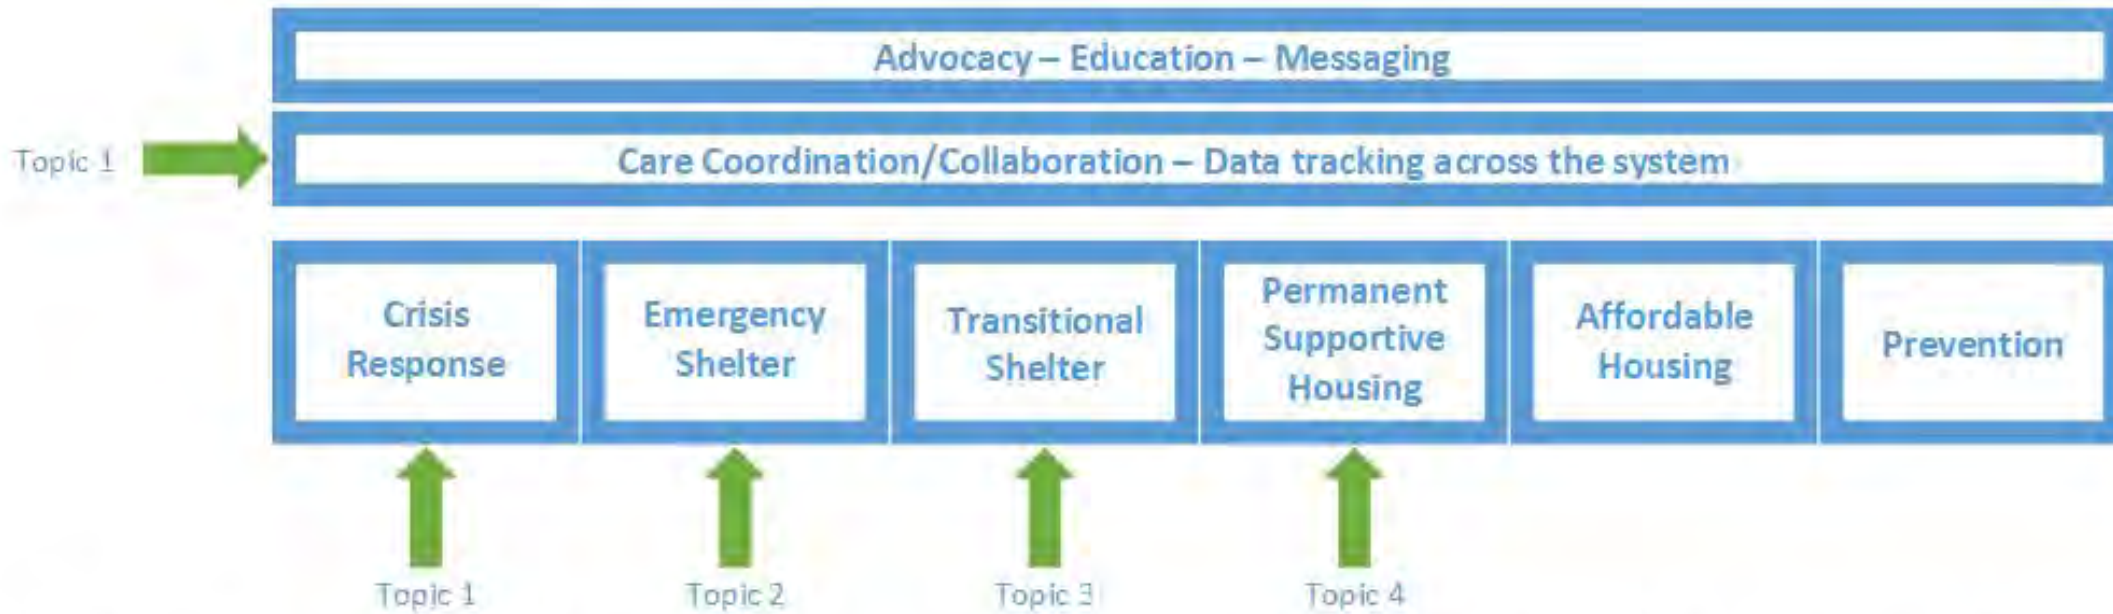 Advocacy – Education – Messaging
Topic 1
Care Coordination/Collaboration – Data tracking across the system
Crisis
Response
Emergency
Shelter
Transitional
Shelter
Permanent
Supportive
Housing
Affordable
Housing
Prevention
Topic 1
Topic 2
Topic 3
Topic 4